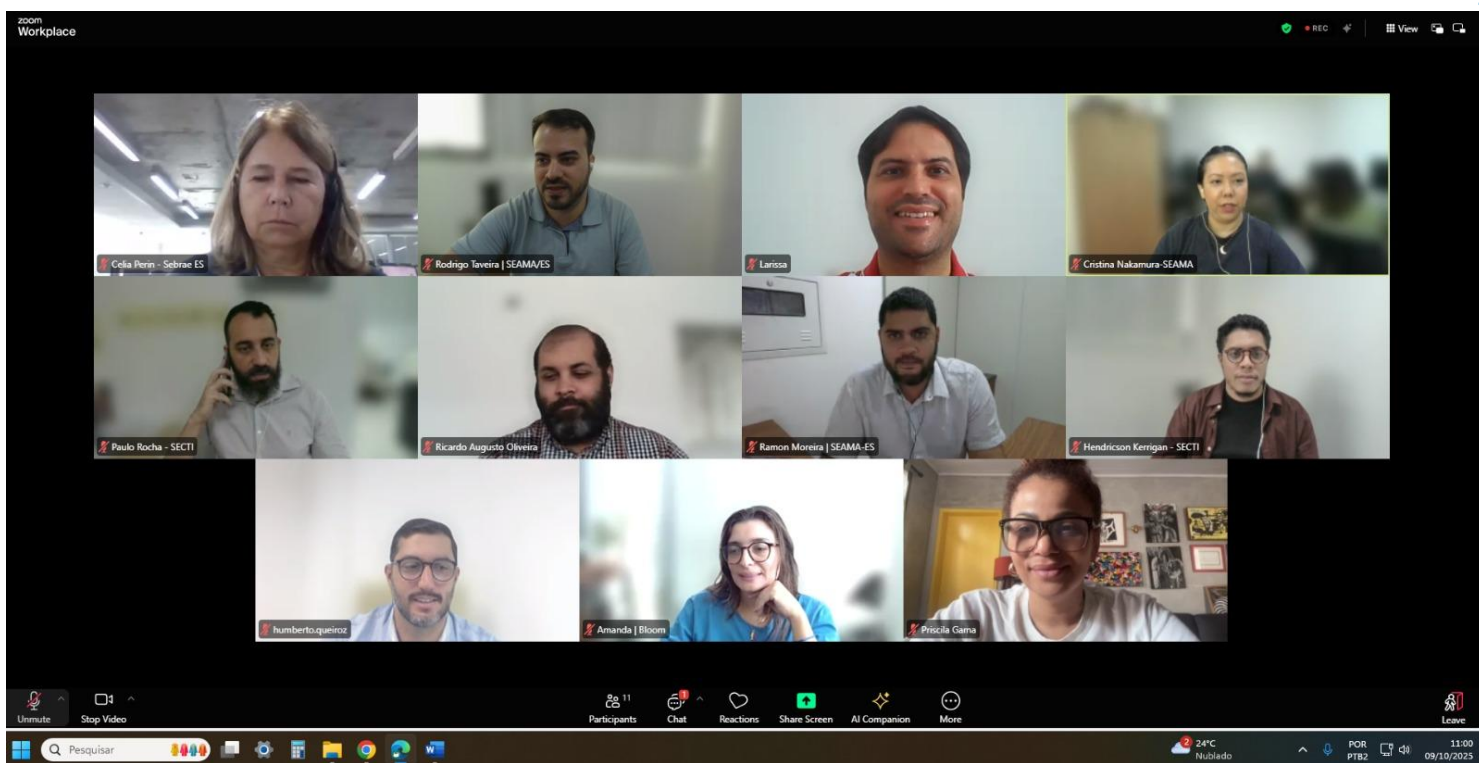 zoom
Workplace
REC
View
Celia Perin - Sebrae ES
Rodrigo Taveira | SEAMA/ES
Larissa
Cristina Nakamura-SEAMA
Paulo Rocha - SECTI
Ricardo Augusto Oliveira
Ramon Moreira | SEAMA-ES
Hendricson Kerrigan - SECTI
humberto.queiroz
Amanda | Bloom
Priscila Gama
Unmute
Stop Video
11
Participants
1
Chat
Reactions
Share Screen
AI Companion
More
Leave
Pesquisar
2
24°C
Nublado
POR
PTB2
11:00
09/10/2025